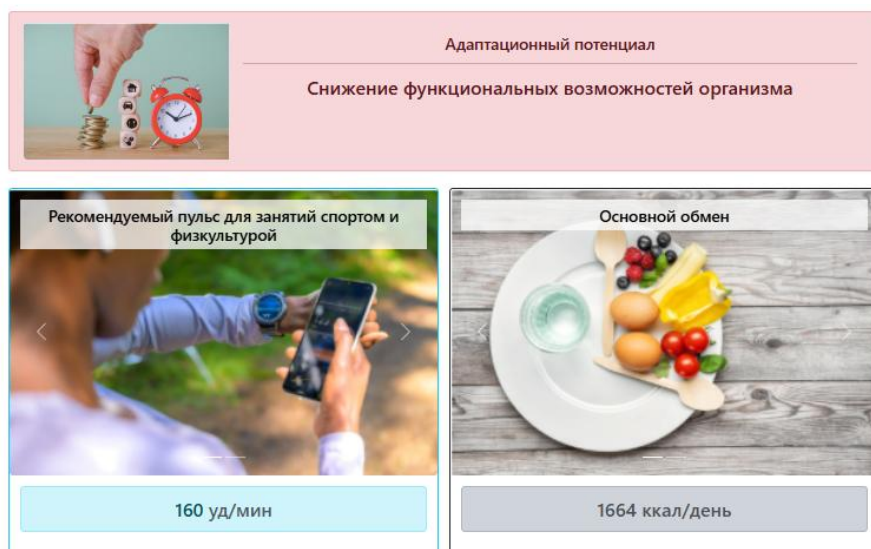 Адаптационный потенциал
Снижение функциональных возможностей организма
Рекомендуемый пульс для занятий спортом и
физкультурой
160 уд/мин
Основной обмен
1664 ккал/день